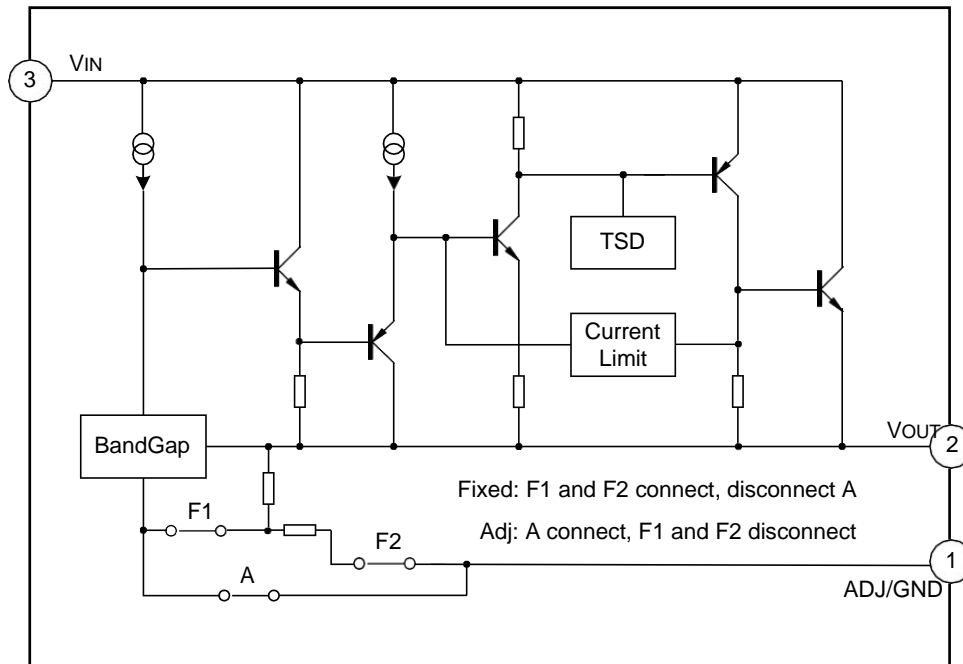 3
VIN
TSD
Current
Limit
BandGap
VOUT
2
Fixed: F1 and F2 connect, disconnect A
F1
Adj: A connect, F1 and F2 disconnect
F2
1
A
ADJ/GND